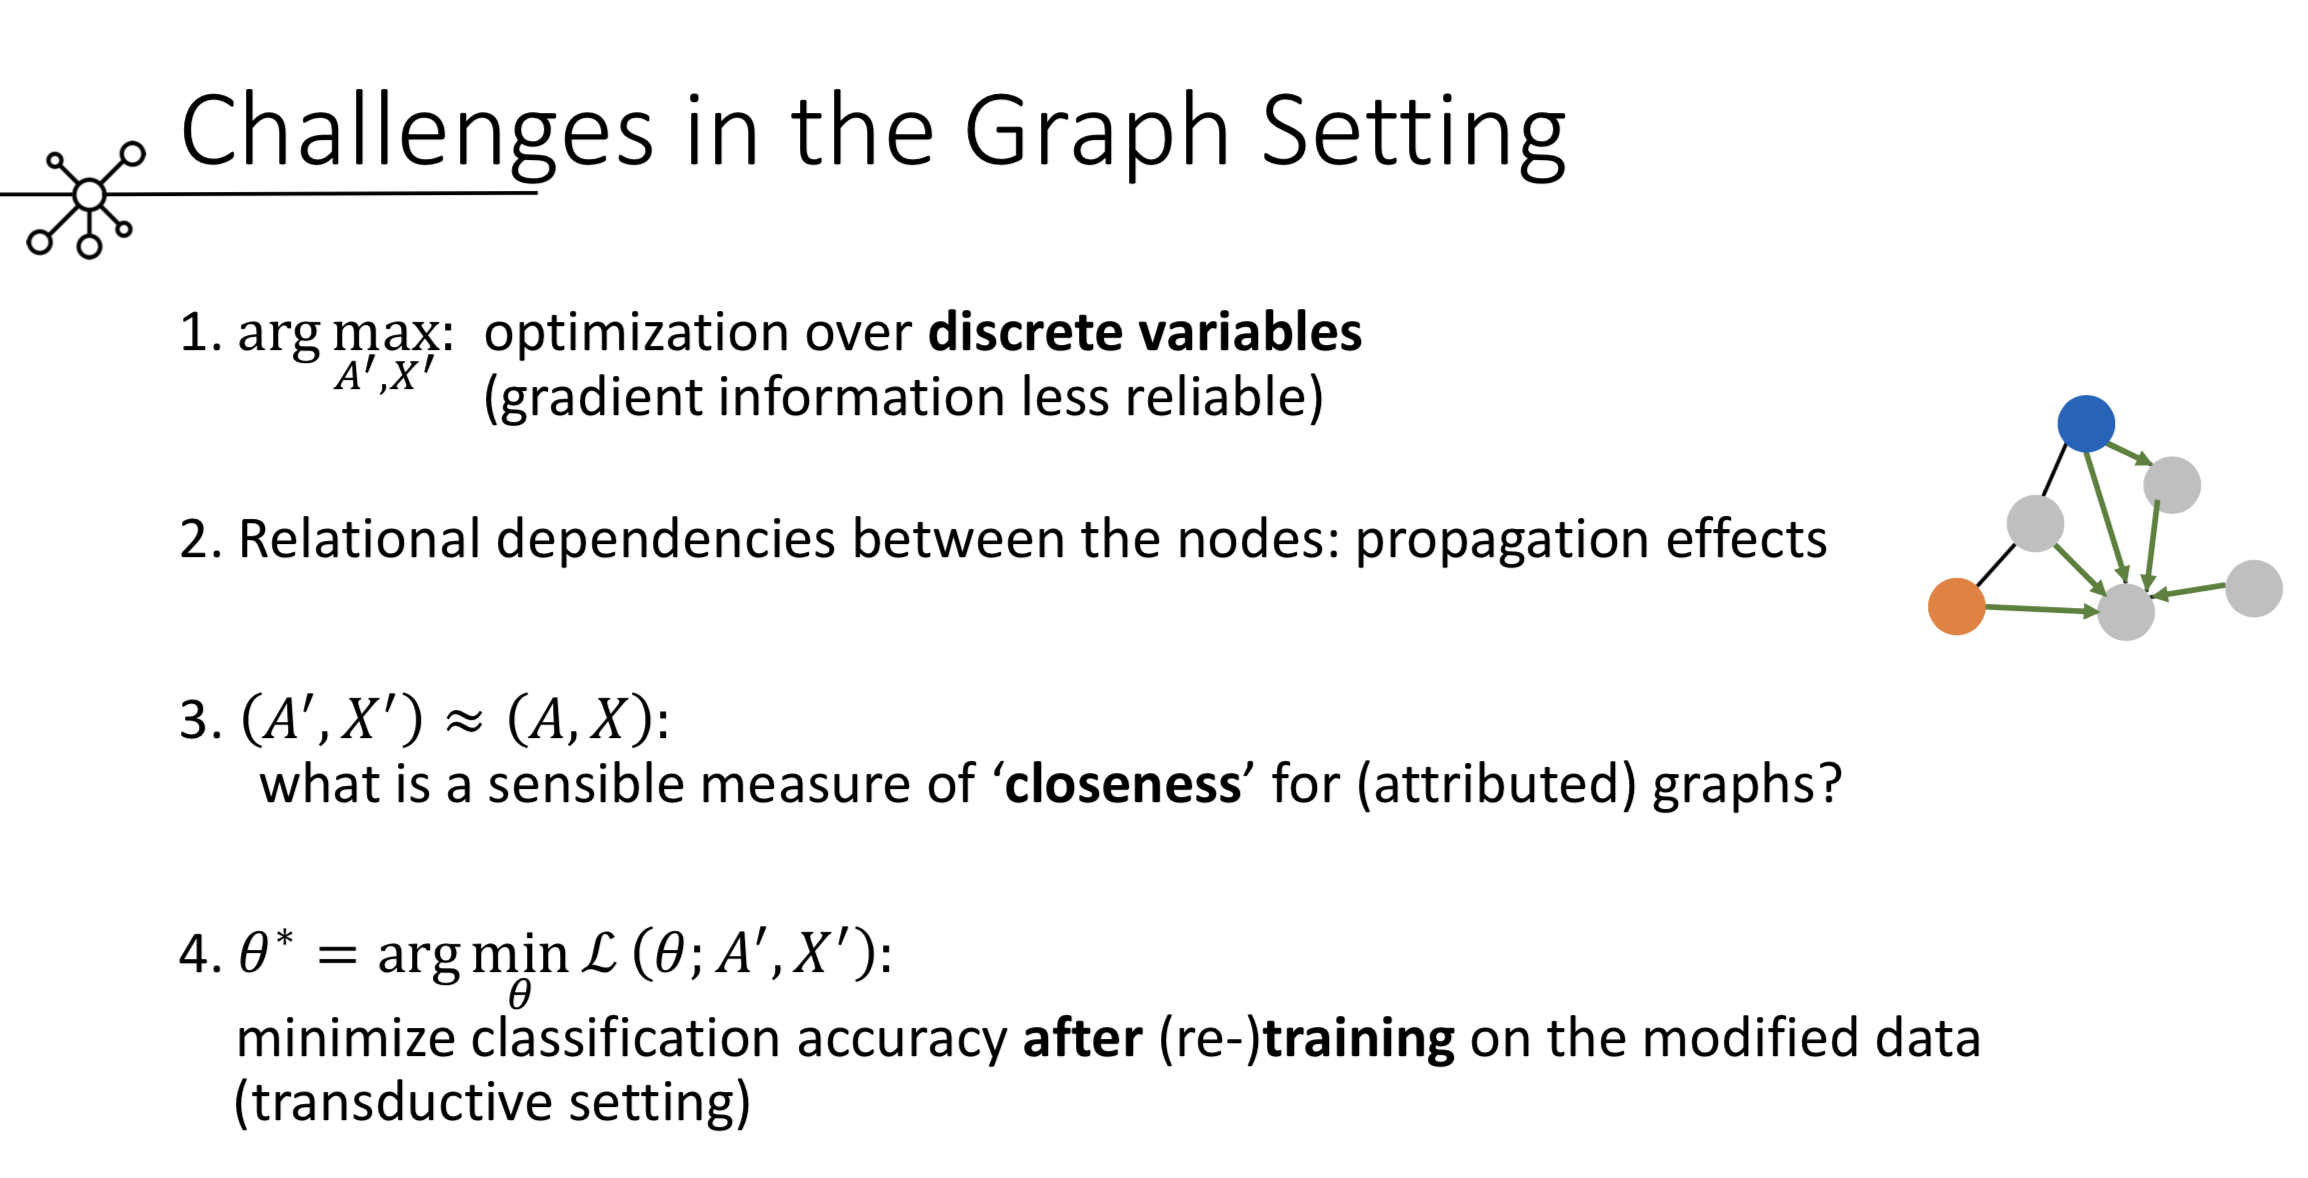 Challenges in the Graph Setting
1. arg max: optimization over discrete variables
A′,X′
(gradient information less reliable)
2. Relational dependencies between the nodes: propagation effects
3. (A′, X′) ≈ (A, X):
what is a sensible measure of ‘closeness’ for (attributed) graphs?
4. θ* = arg min ℒ (θ; A′, X′):
θ
minimize classification accuracy after (re-)training on the modified data
(transductive setting)